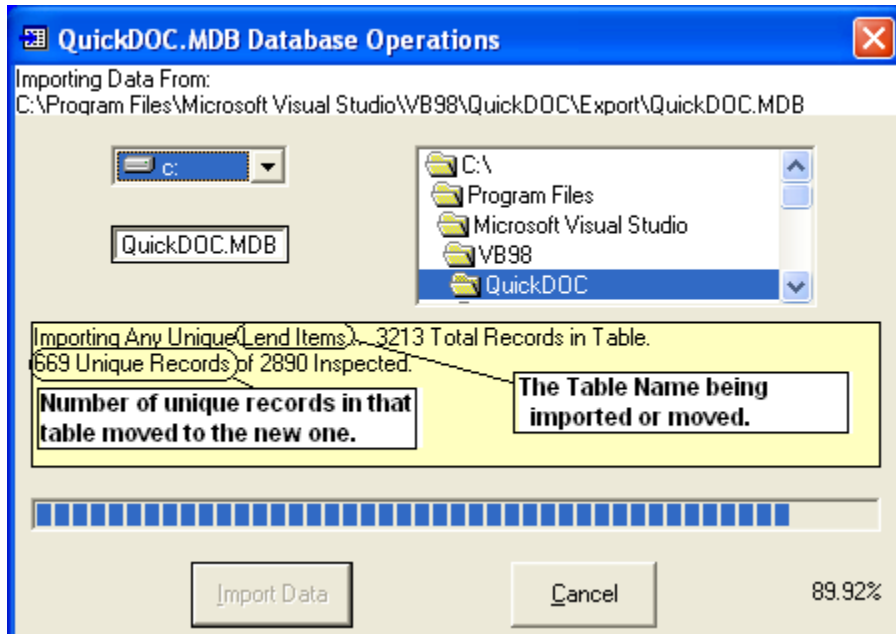 QuickDOC.MDB Database Operations
Importing Data From:
C:\Program Files\Microsoft Visual Studio\VB98\QuickDOC\Export\QuickDOC.MDB
c:
C:\
Program Files
Microsoft Visual Studio
VB98
QuickDOC
QuickDOC.MDB
Importing Any Unique Lend Items. 3213 Total Records in Table.
669 Unique Records of 2890 Inspected.
Number of unique records in that
table moved to the new one.
The Table Name being
imported or moved.
Import Data
Cancel
89.92%